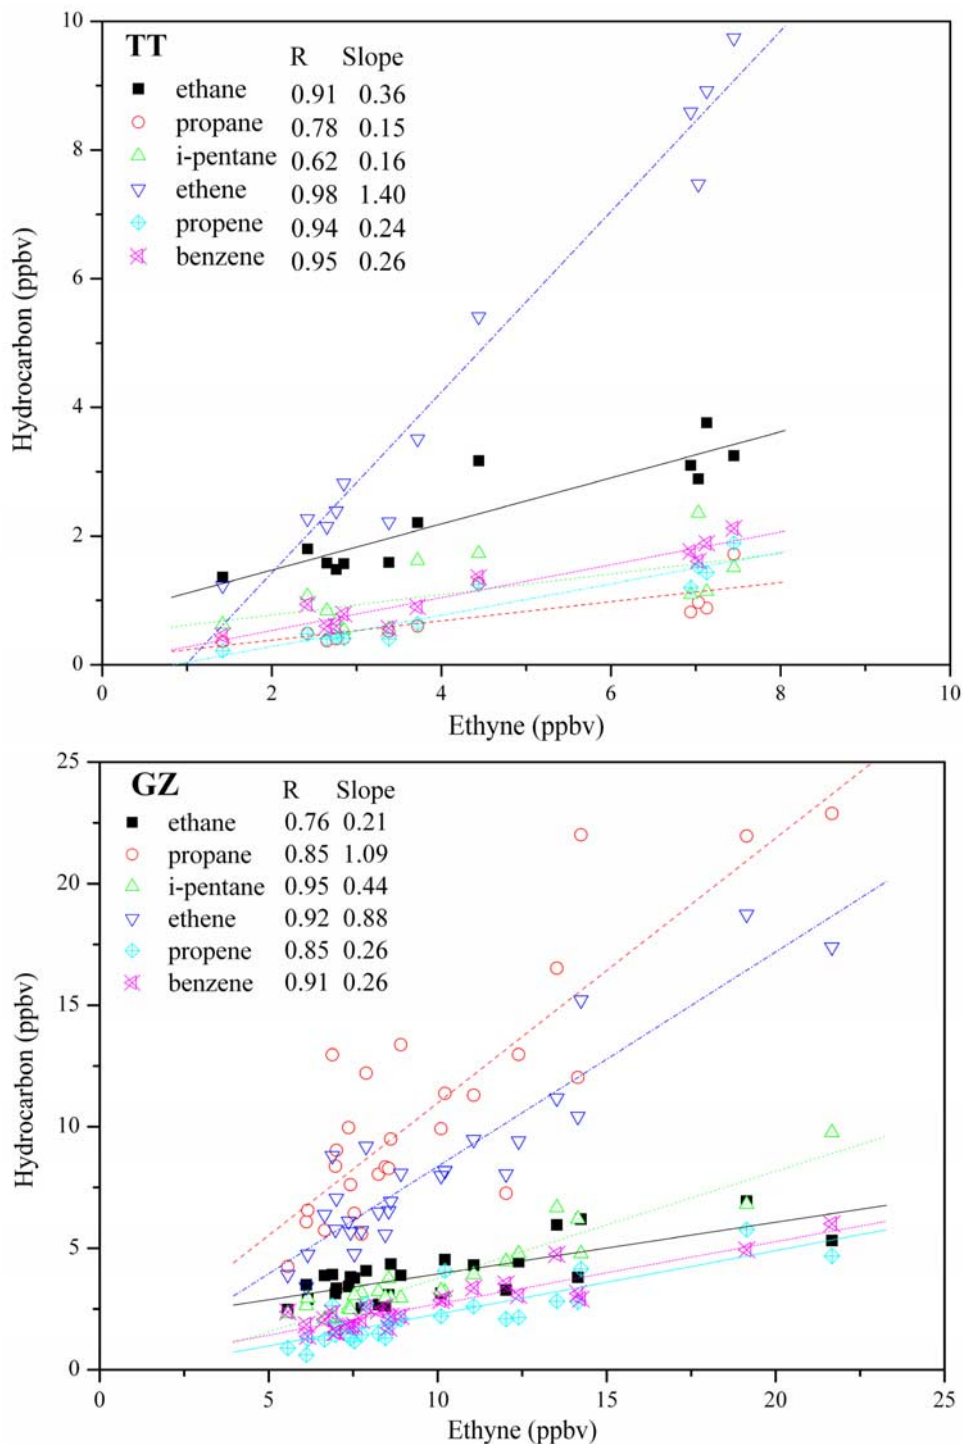 TT
R Slope
ethane 0.91 0.36
propane 0.78 0.15
i-pentane 0.62 0.16
ethene 0.98 1.40
propene 0.94 0.24
benzene 0.95 0.26
10
8
6
4
2
0
Hydrocarbon (ppbv)
0 2 4 6 8 10
Ethyne (ppbv)
GZ
R Slope
ethane 0.76 0.21
propane 0.85 1.09
i-pentane 0.95 0.44
ethene 0.92 0.88
propene 0.85 0.26
benzene 0.91 0.26
25
20
15
10
5
0
Hydrocarbon (ppbv)
0 5 10 15 20 25
Ethyne (ppbv)